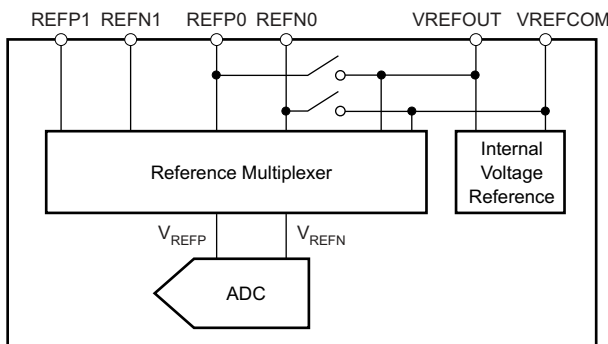 REFP1 REFN1 REFP0 REFN0 VREFOUT VREFCOM
Reference Multiplexer
Internal
Voltage
Reference
VREFP VREFN
ADC